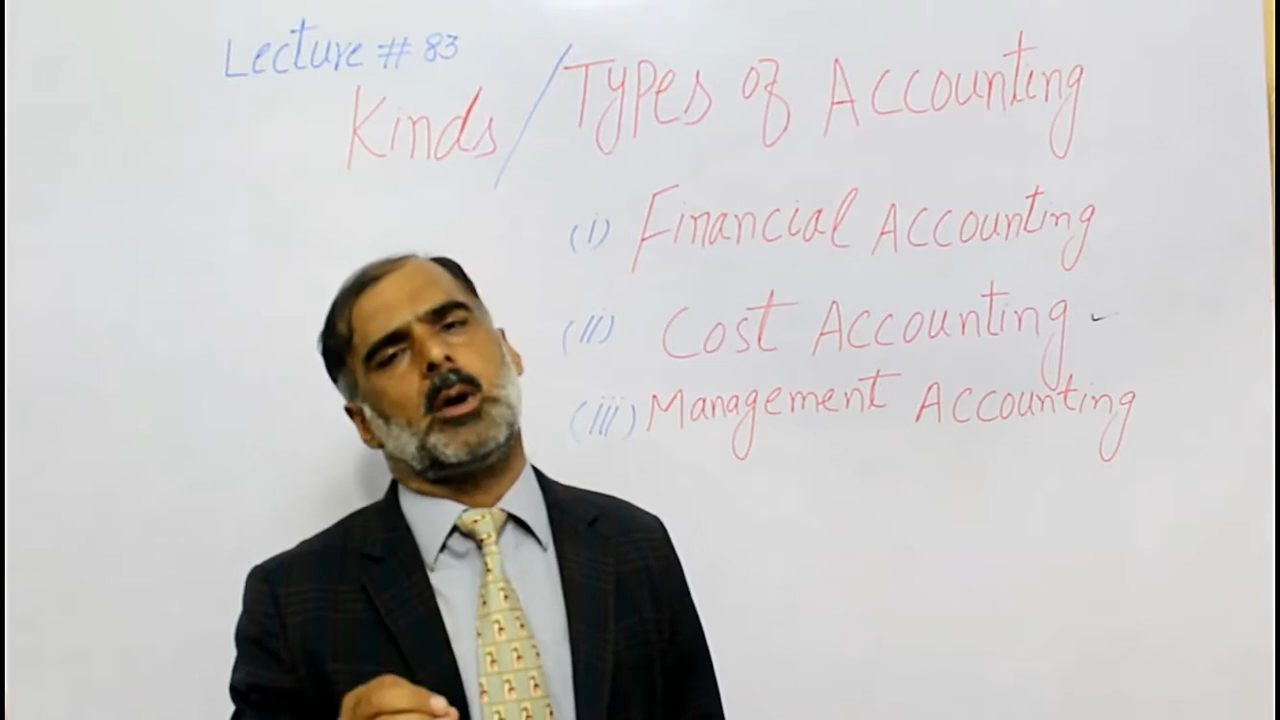 Lecture # 83
Kinds / Types of Accounting
(i) Financial Accounting
(ii) Cost Accounting
(iii) Management Accounting